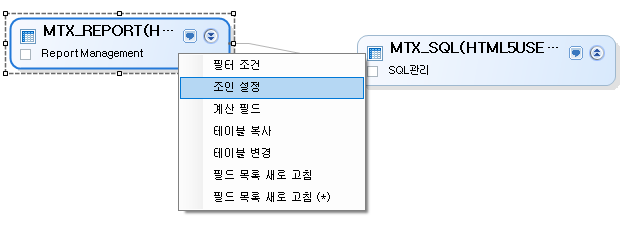 MTX_REPORT(H ···
Report Management
MTX_SQL(HTML5USE ···
SQL관리
필터 조건
조인 설정
계산 필드
테이블 복사
테이블 변경
필드 목록 새로 고침
필드 목록 새로 고침 (*)